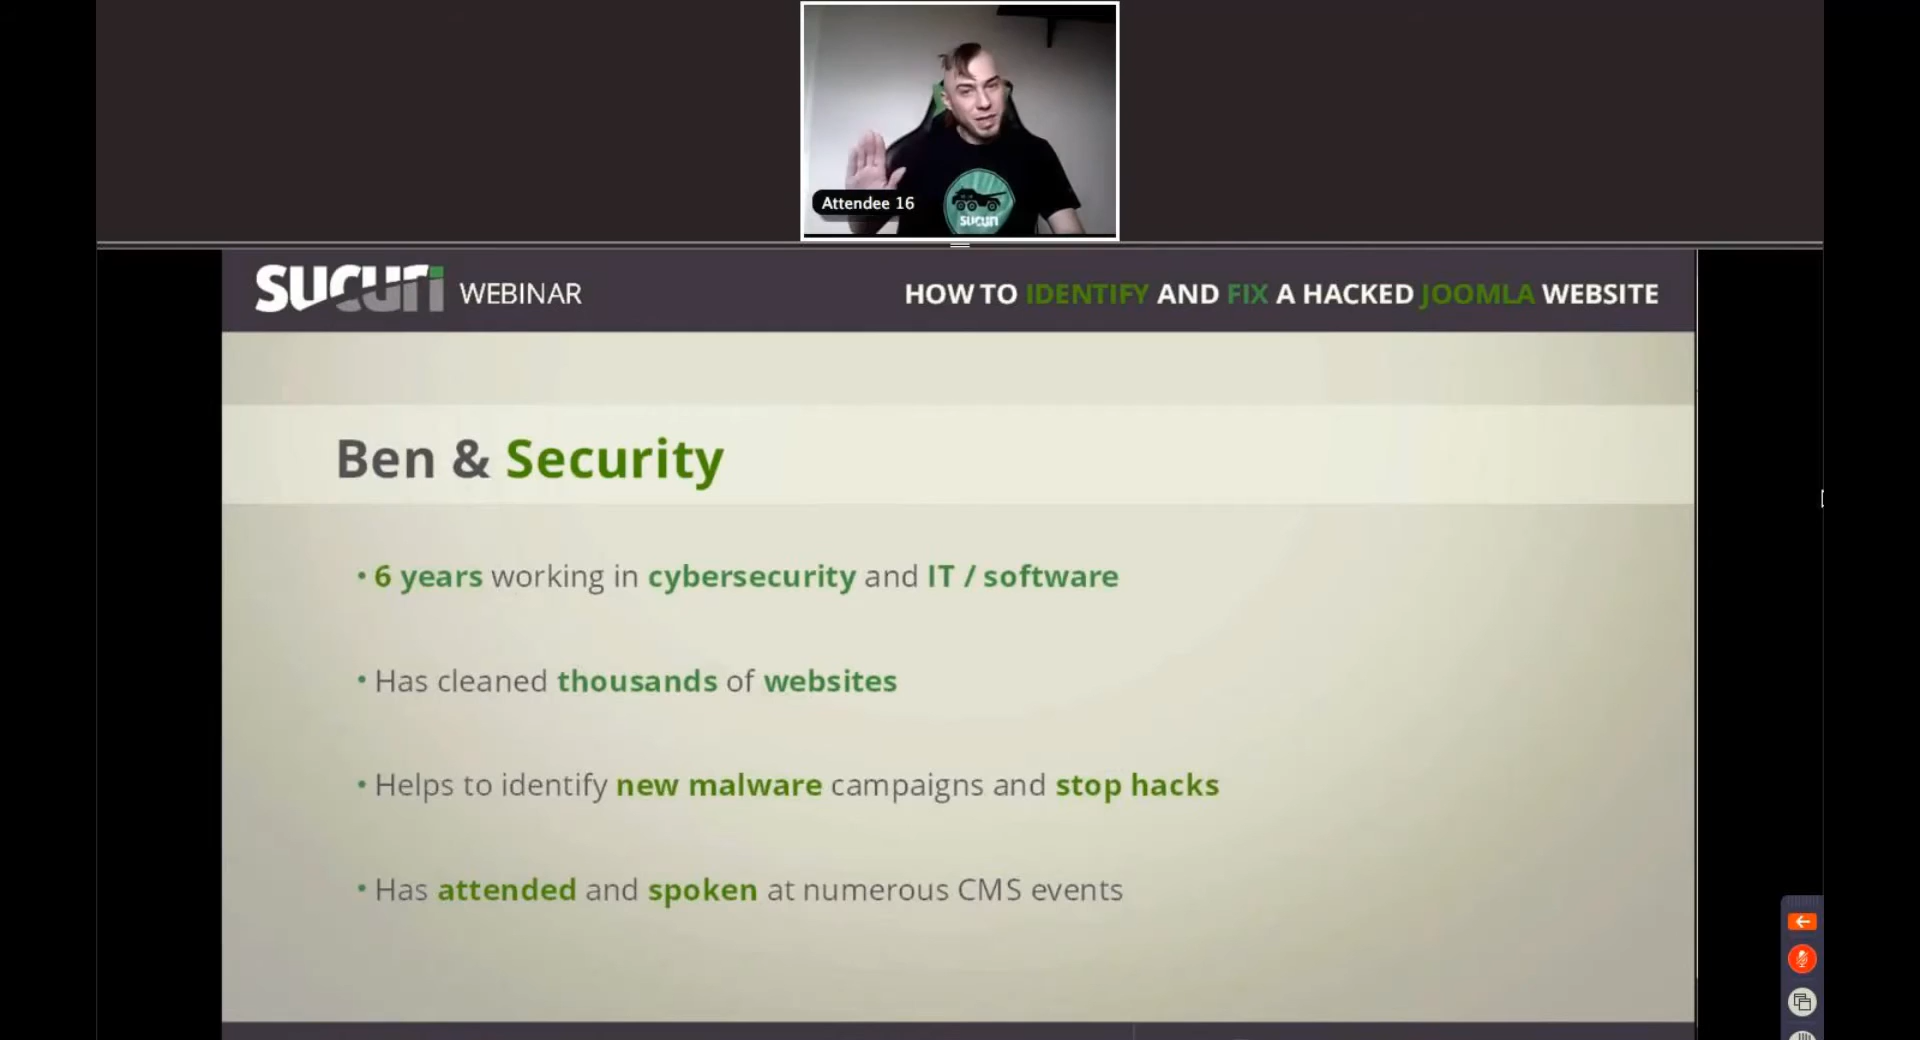 Attendee 16
sucuri
sucuri WEBINAR
HOW TO IDENTIFY AND FIX A HACKED JOOMLA WEBSITE
Ben & Security
• 6 years working in cybersecurity and IT / software
• Has cleaned thousands of websites
• Helps to identify new malware campaigns and stop hacks
• Has attended and spoken at numerous CMS events